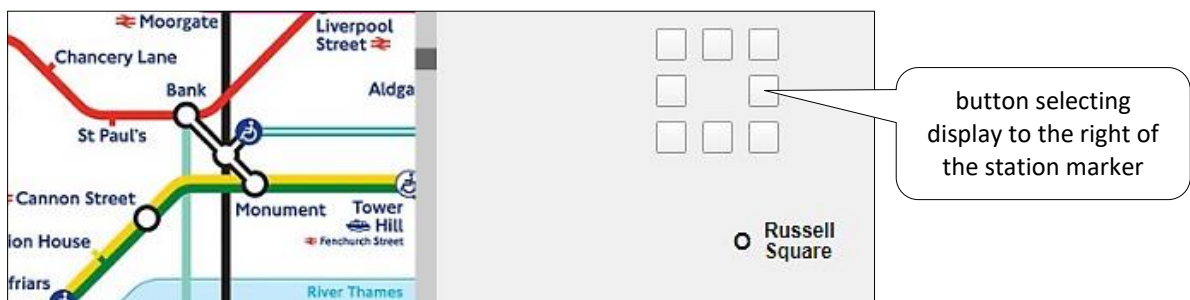 Moorgate
Liverpool
Street
Chancery Lane
Bank
Aldga
St Paul's
Cannon Street
Monument
Tower
Hill
Fenchurch Street
ion House
friars
River Thames
Russell
Square
button selecting
display to the right of
the station marker